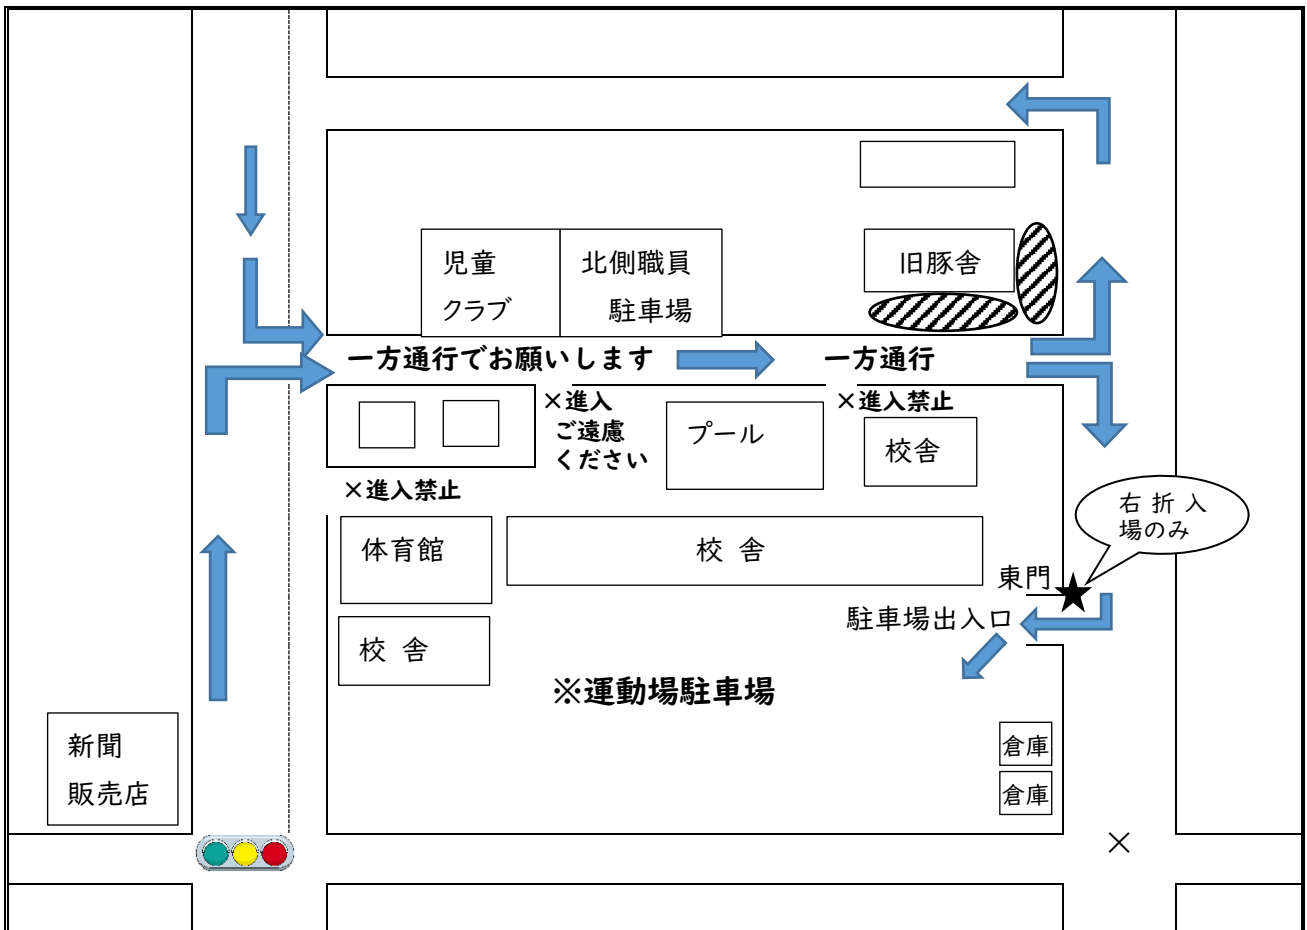 児童
クラブ
北側職員
駐車場
旧豚舎
一方通行でお願いします
一方通行
×進入
ご遠慮
ください
プール
×進入禁止
校舎
×進入禁止
右折入
場のみ
体育館
校舎
東門
★
駐車場出入口
校舎
※運動場駐車場
新聞
販売店
倉庫
倉庫
×